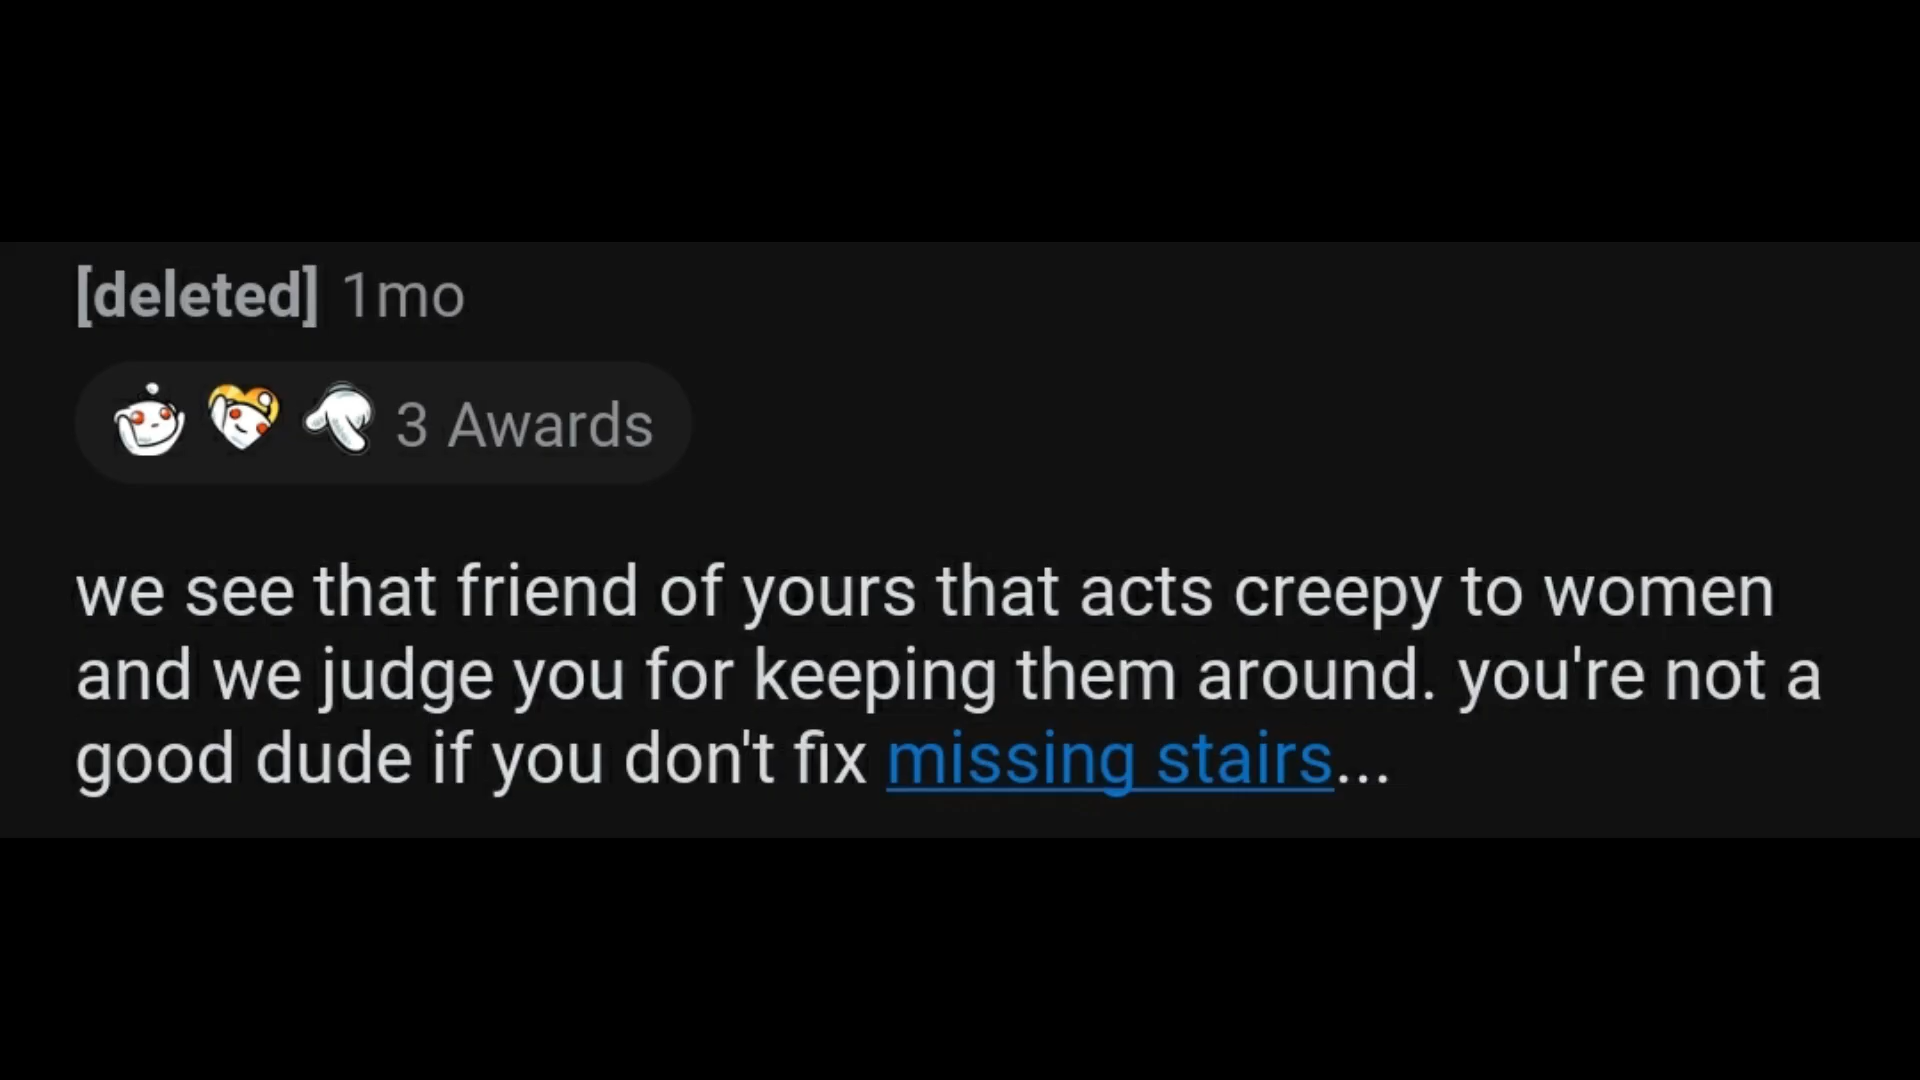 [deleted] 1mo
3 Awards
we see that friend of yours that acts creepy to women
and we judge you for keeping them around. you're not a
good dude if you don't fix missing stairs...